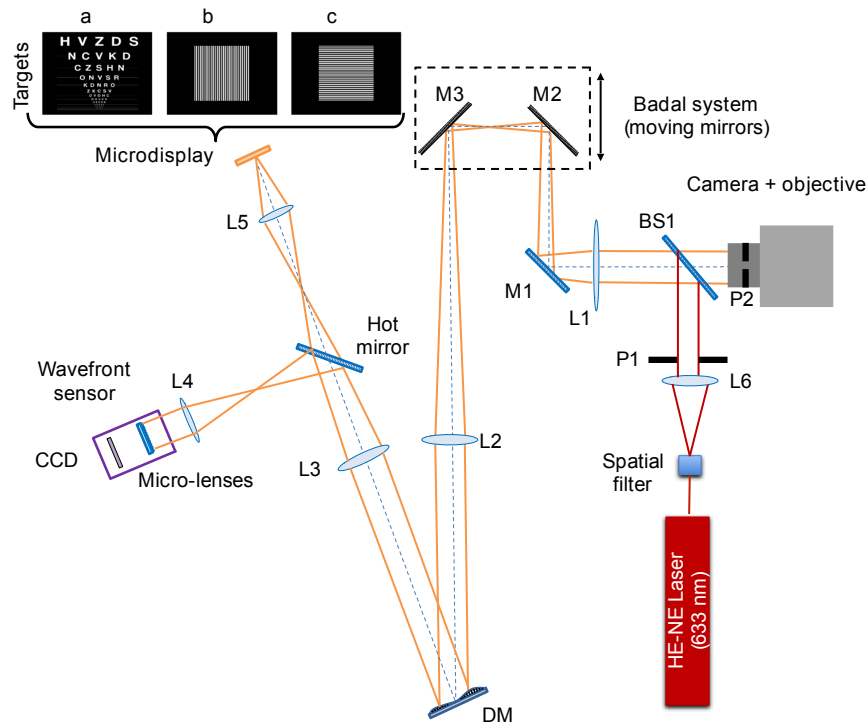 a
b
c
Targets
H V Z D S
N C V K D
C Z S H N
O N V S R
K D N R O
Z K C S V
Microdisplay
M3
M2
Badal system
(moving mirrors)
Camera + objective
L5
BS1
M1
L1
P2
Hot
mirror
P1
L6
Wavefront
sensor
L4
CCD
Micro-lenses
L3
L2
Spatial
filter
HE-NE Laser
(633 nm)
DM